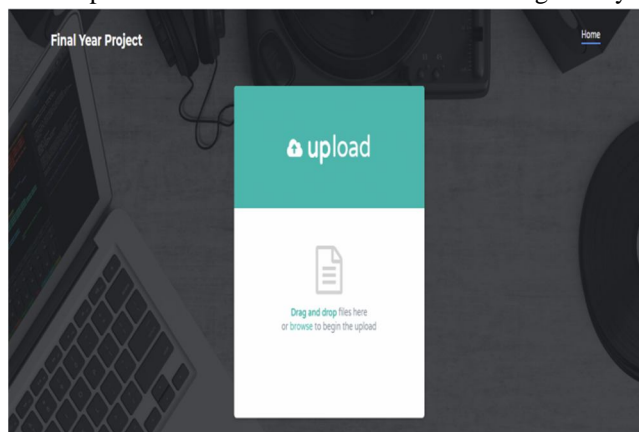 Final Year Project
Home
upload
Drag and drop files here
or browse to begin the upload